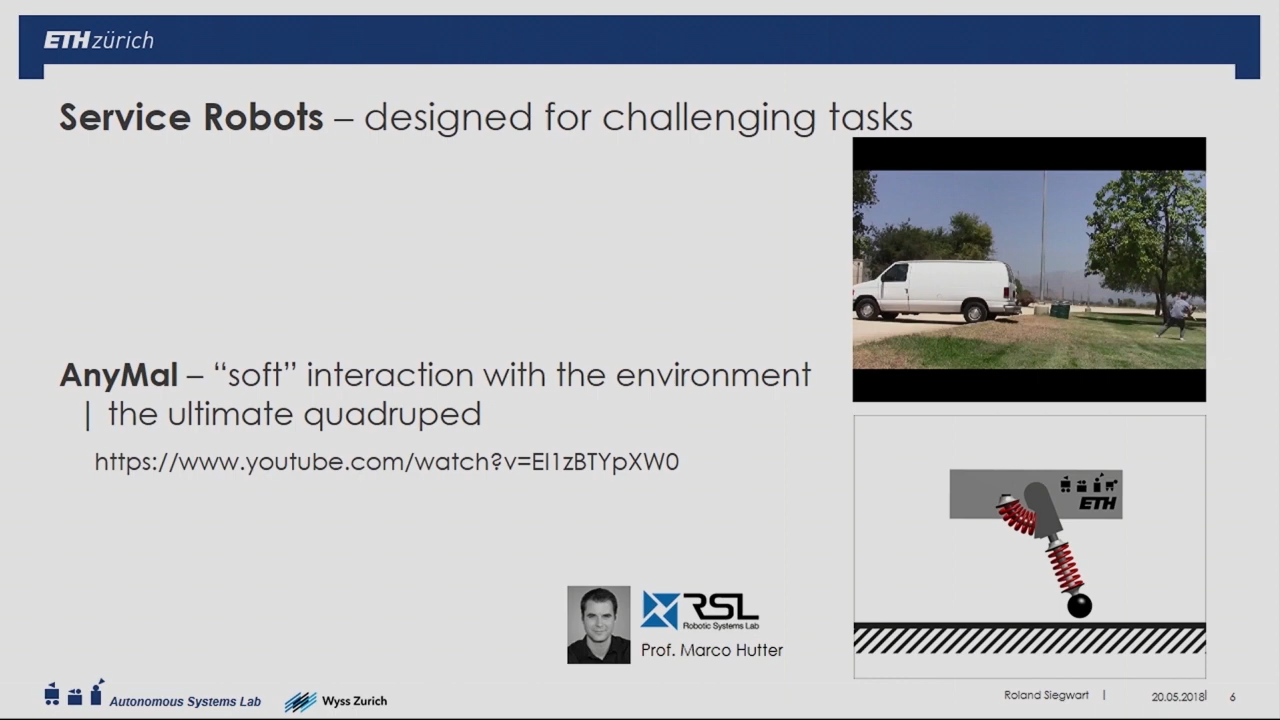 ETH zürich
Service Robots – designed for challenging tasks
AnyMal – “soft” interaction with the environment
| the ultimate quadruped
https://www.youtube.com/watch?v=EI1zBTYpXW0
ETH
RSL
Robotic Systems Lab
Prof. Marco Hutter
Autonomous Systems Lab
Wyss Zurich
Roland Siegwart |
20.05.2018|
6